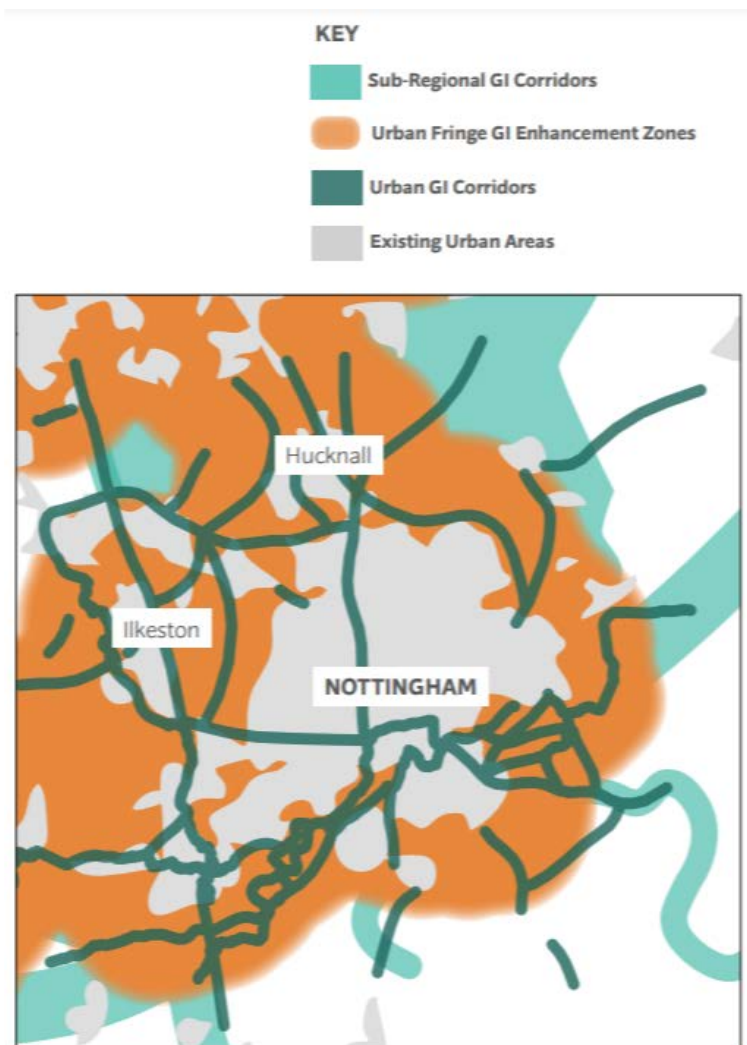 KEY
Sub-Regional GI Corridors
Urban Fringe GI Enhancement Zones
Urban GI Corridors
Existing Urban Areas
Hucknall
Ilkeston
NOTTINGHAM